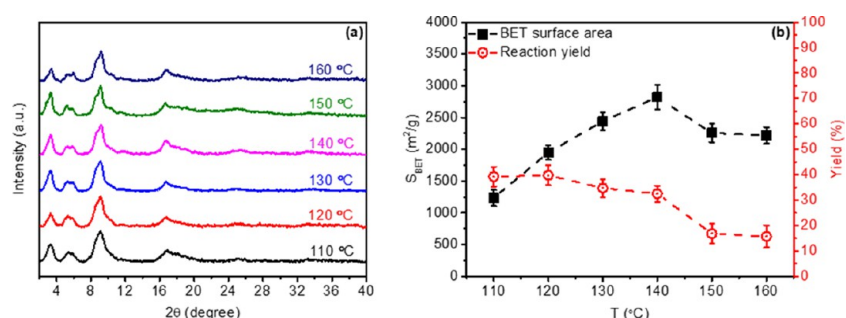 (a)
160 °C
150 °C
140 °C
130 °C
120 °C
110 °C
Intensity (a.u.)
4 8 12 16 20 24 28 32 36 40
2θ (degree)
(b)
BET surface area
Reaction yield
4000
3500
3000
2500
2000
1500
1000
500
0
S_BET (m²/g)
100
90
80
70
60
50
40
30
20
10
0
Yield (%)
110 120 130 140 150 160
T (°C)